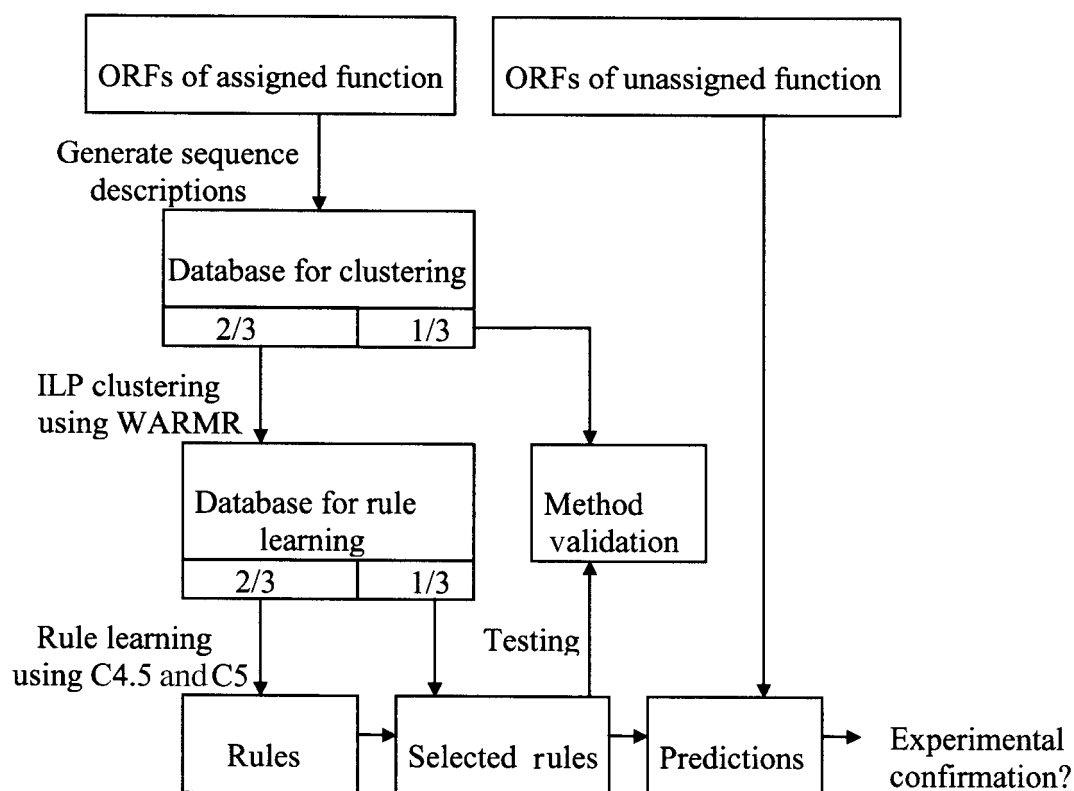 ORFs of assigned function
ORFs of unassigned function
Generate sequence
descriptions
Database for clustering
2/3
1/3
ILP clustering
using WARMR
Database for rule
learning
2/3
1/3
Method
validation
Rule learning
using C4.5 and C5
Testing
Rules
Selected rules
Predictions
Experimental
confirmation?